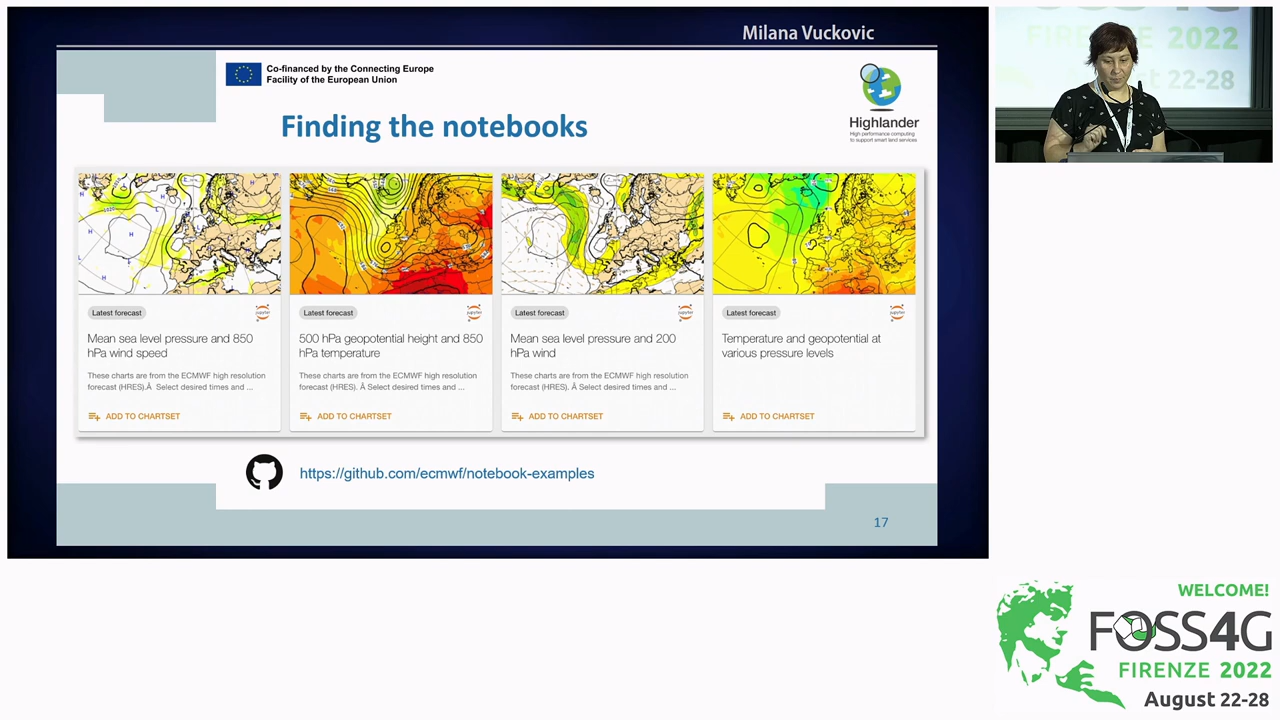 Milana Vuckovic
Co-financed by the Connecting Europe
Facility of the European Union
Highlander
High performance computing
to support smart land services
Finding the notebooks
Latest forecast
Mean sea level pressure and 850
hPa wind speed
These charts are from the ECMWF high resolution
forecast (HRES).Â Select desired times and ...
ADD TO CHARTSET
Latest forecast
500 hPa geopotential height and 850
hPa temperature
These charts are from the ECMWF high resolution
forecast (HRES). Â Select desired times and ...
ADD TO CHARTSET
Latest forecast
Mean sea level pressure and 200
hPa wind
These charts are from the ECMWF high resolution
forecast (HRES). Â Select desired times and ...
ADD TO CHARTSET
Latest forecast
Temperature and geopotential at
various pressure levels
ADD TO CHARTSET
https://github.com/ecmwf/notebook-examples
17
FOSS4G
2022
22-28
WELCOME!
FOSS4G
FIRENZE 2022
August 22-28